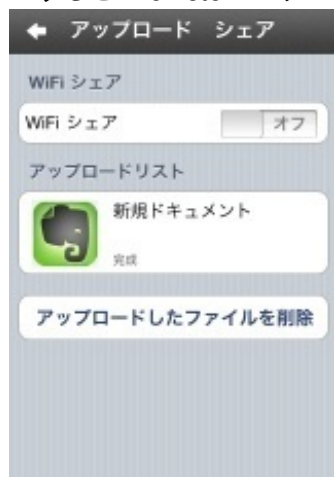 アップロード シェア
WiFi シェア
WiFi シェア オフ
アップロードリスト
新規ドキュメント
完成
アップロードしたファイルを削除